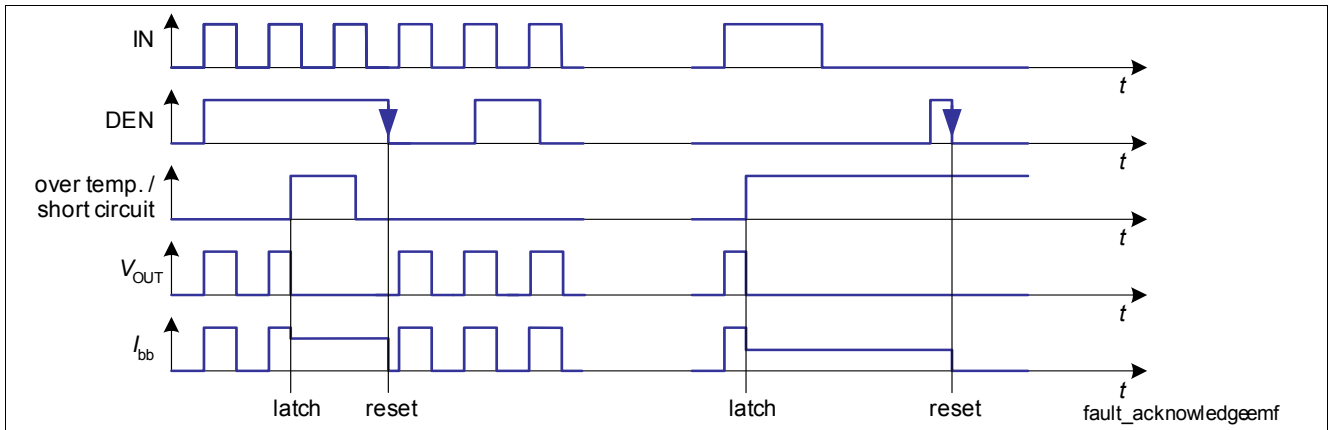 IN
t
DEN
t
over temp. /
short circuit
t
VOUT
t
Ibb
t
latch reset latch reset
fault_acknowledgeemf